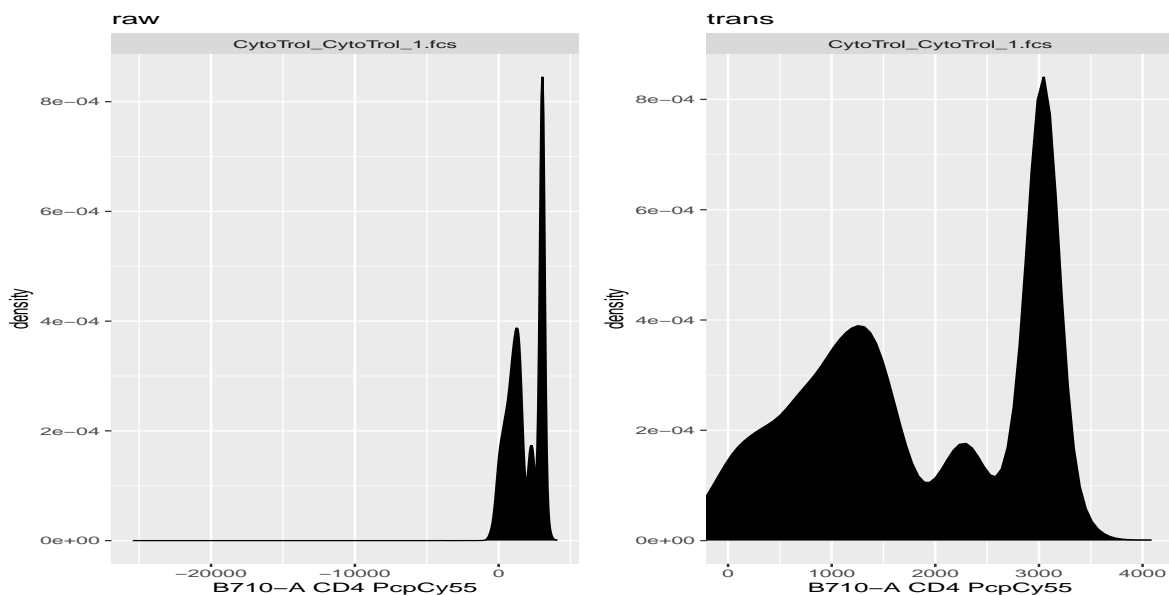 raw
CytoTrol_CytoTrol_1.fcs
8e−04
6e−04
4e−04
2e−04
0e+00
density
−20000
−10000
0
B710−A CD4 PcpCy55
trans
CytoTrol_CytoTrol_1.fcs
8e−04
6e−04
4e−04
2e−04
0e+00
density
0
1000
2000
3000
4000
B710−A CD4 PcpCy55